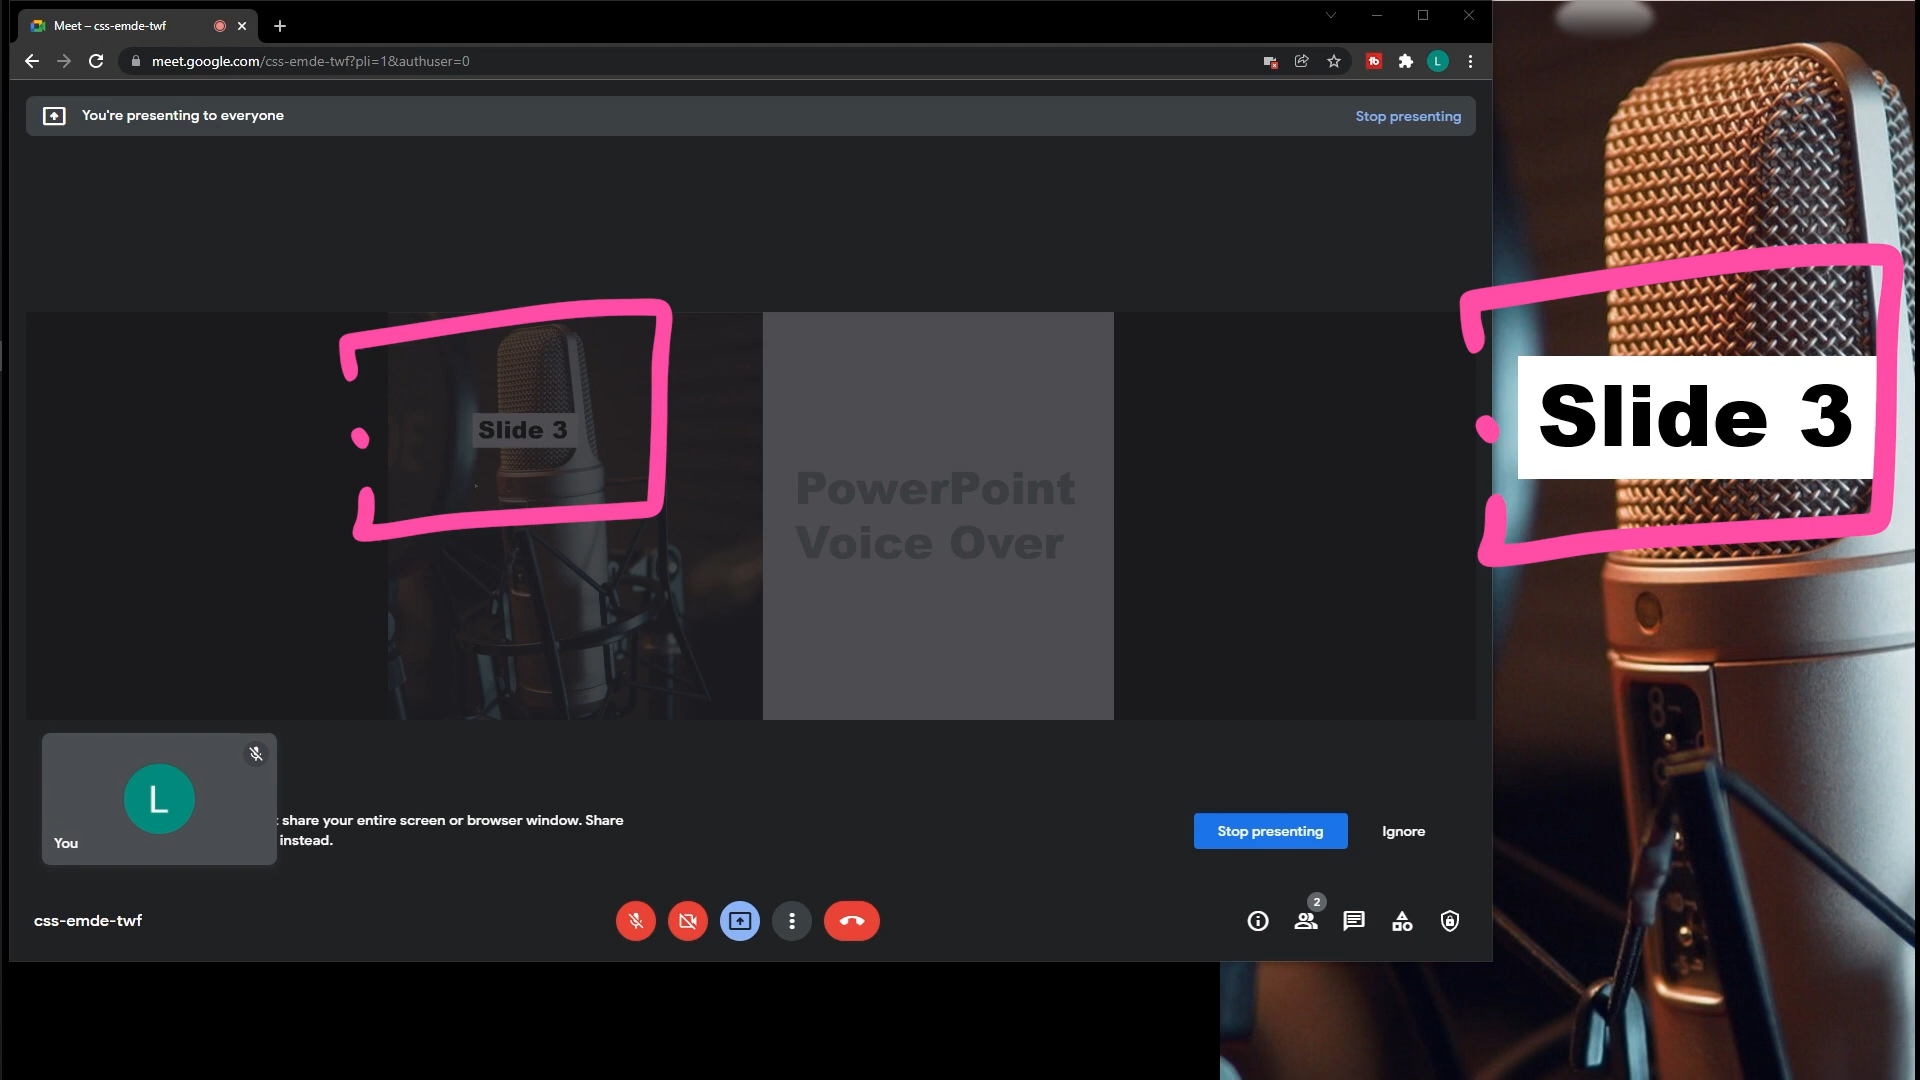 Meet – css-emde-twf
meet.google.com/css-emde-twf?pli=1&authuser=0
L
You're presenting to everyone
Stop presenting
Slide 3
PowerPoint
Voice Over
Slide 3
L
You
share your entire screen or browser window. Share
instead.
Stop presenting
Ignore
css-emde-twf
2